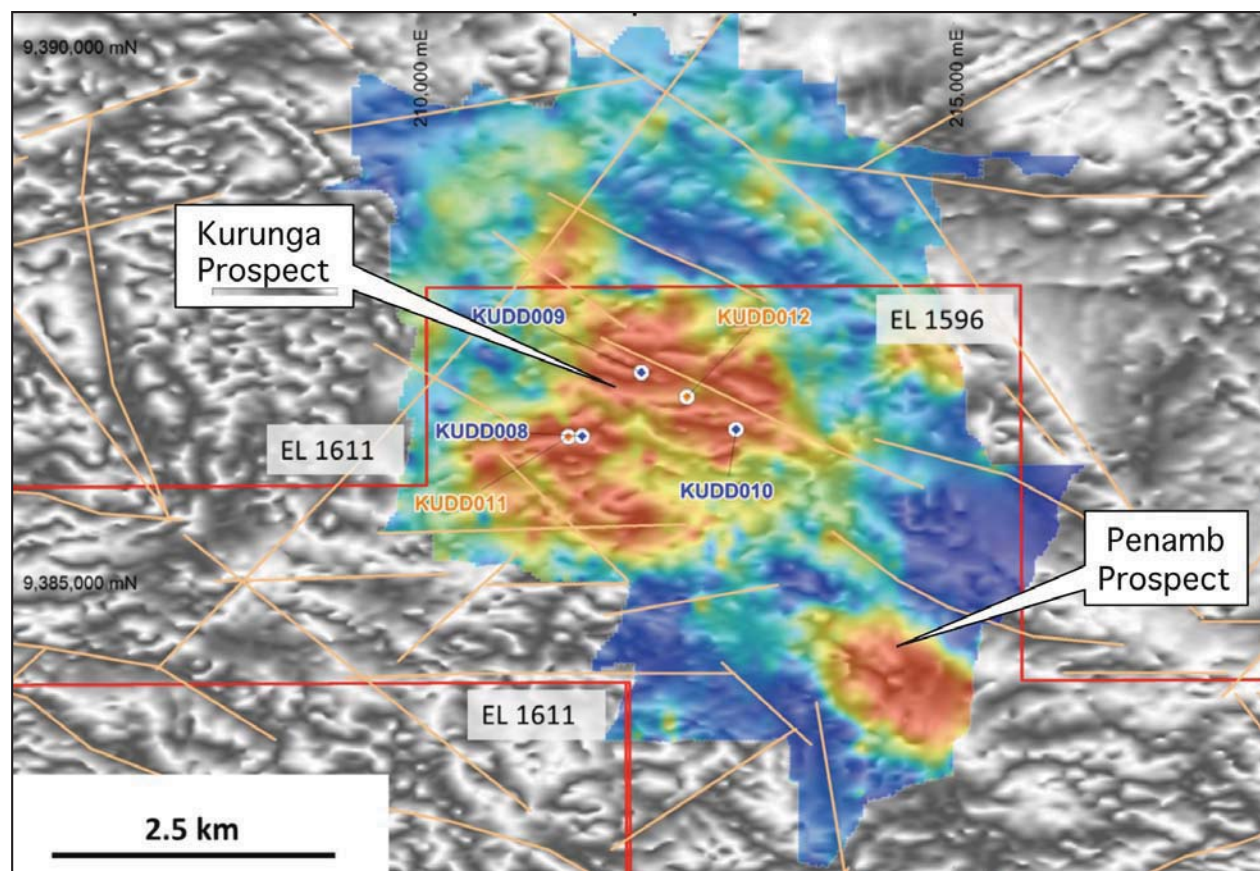 9,390,000 mN
210,000 mE
215,000 mE
Kurunga
Prospect
KUDD009
KUDD012
EL 1596
EL 1611
KUDD008
KUDD011
KUDD010
Penamb
Prospect
9,385,000 mN
EL 1611
2.5 km